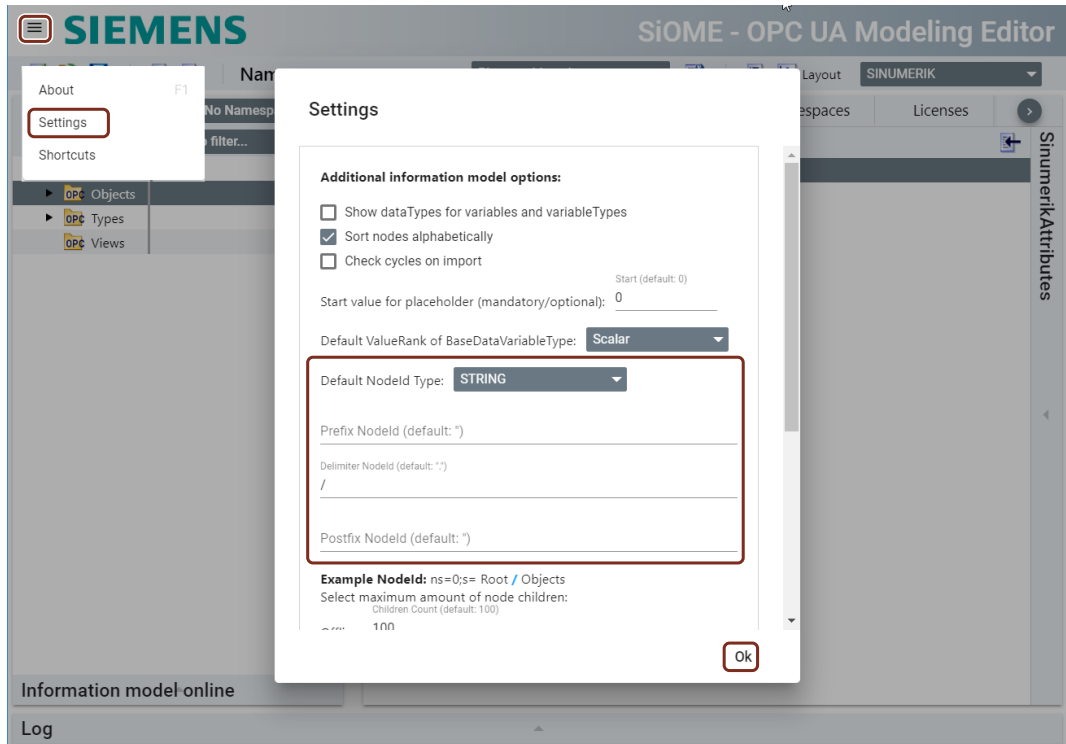 SIEMENS
SiOME - OPC UA Modeling Editor
Layout
SINUMERIK
About F1
Settings
Shortcuts
No Namesp
filter...
espaces
Licenses
SinumerikAttributes
OPC Objects
OPC Types
OPC Views
Settings
Additional information model options:
Show dataTypes for variables and variableTypes
Sort nodes alphabetically
Check cycles on import
Start (default: 0)
Start value for placeholder (mandatory/optional): 0
Default ValueRank of BaseDataVariableType: Scalar
Default NodeId Type: STRING
Prefix NodeId (default: '')
Delimiter NodeId (default: ".")
/
Postfix NodeId (default: '')
Example NodeId: ns=0;s= Root / Objects
Select maximum amount of node children:
Children Count (default: 100)
100
Ok
Information model online
Log